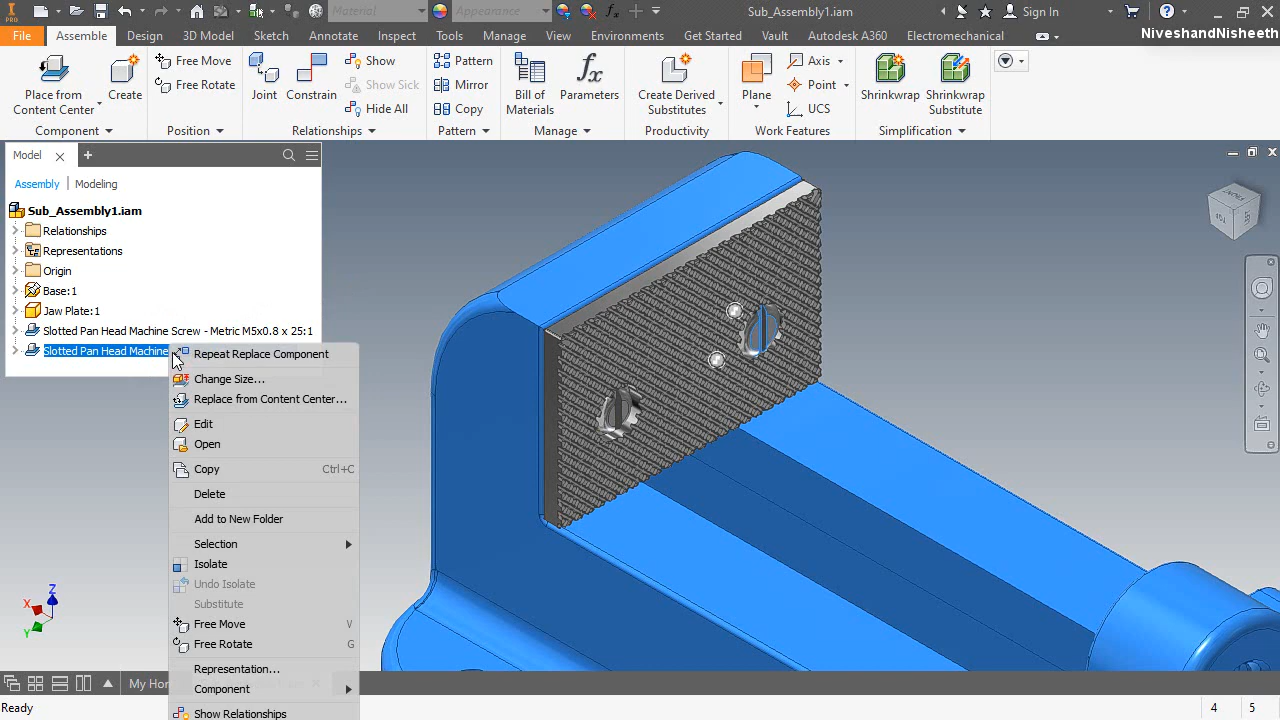 PRO
Material
Appearance
fx
Sub_Assembly1.iam
Sign In
?
File
Assemble
Design
3D Model
Sketch
Annotate
Inspect
Tools
Manage
View
Environments
Get Started
Vault
Autodesk A360
Electromechanical
NiveshandNisheeth
Place from
Content Center
Create
Free Move
Free Rotate
Joint
Constrain
Show
Show Sick
Hide All
Pattern
Mirror
Copy
Bill of
Materials
fx
Parameters
Create Derived
Substitutes
Plane
Axis
Point
UCS
Shrinkwrap
Shrinkwrap
Substitute
Component
Position
Relationships
Pattern
Manage
Productivity
Work Features
Simplification
Model
Assembly
Modeling
Sub_Assembly1.iam
Relationships
Representations
Origin
Base:1
Jaw Plate:1
Slotted Pan Head Machine Screw - Metric M5x0.8 x 25:1
Slotted Pan Head Machine
Repeat Replace Component
Change Size...
Replace from Content Center...
Edit
Open
Copy Ctrl+C
Delete
Add to New Folder
Selection
Isolate
Undo Isolate
Substitute
Free Move V
Free Rotate G
Representation...
Component
Show Relationships
FRONT
TOP
Z
X
Y
My Ho
Ready
4 5